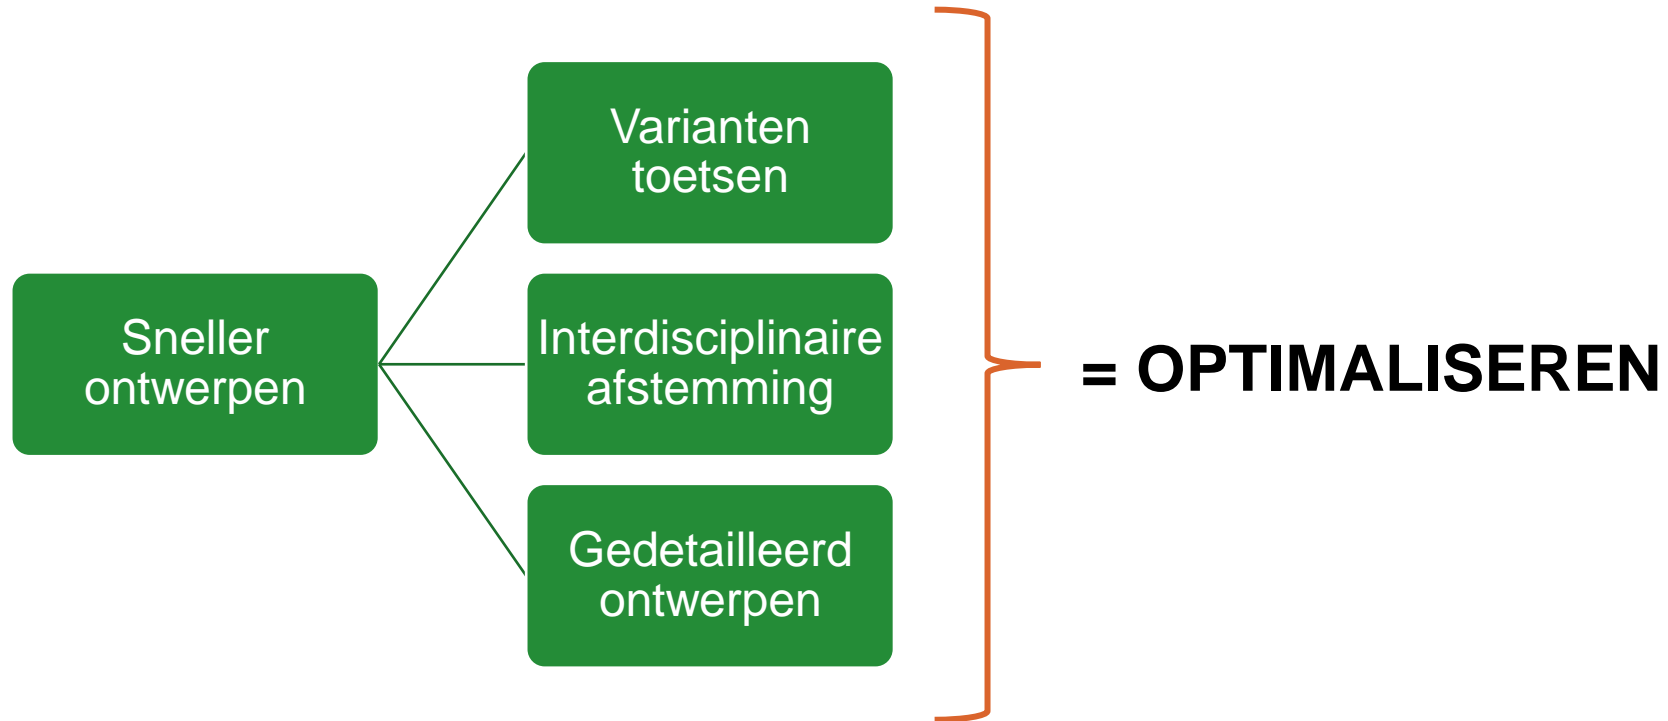 Sneller
ontwerpen
Varianten
toetsen
Interdisciplinaire
afstemming
Gedetailleerd
ontwerpen
= OPTIMALISEREN